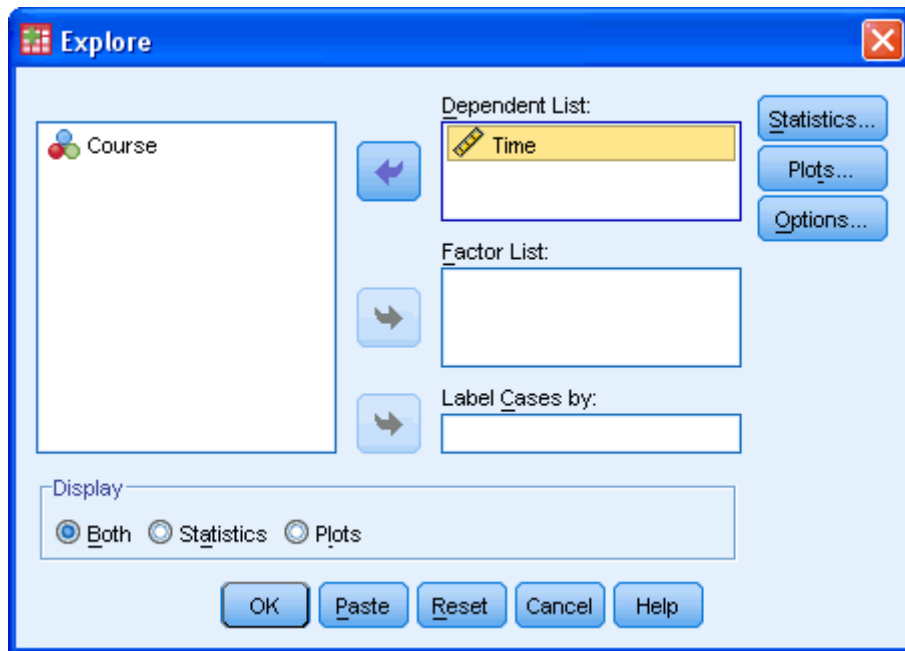 Explore
Dependent List:
Course
Time
Statistics...
Plots...
Options...
Factor List:
Label Cases by:
Display
Both
Statistics
Plots
OK
Paste
Reset
Cancel
Help